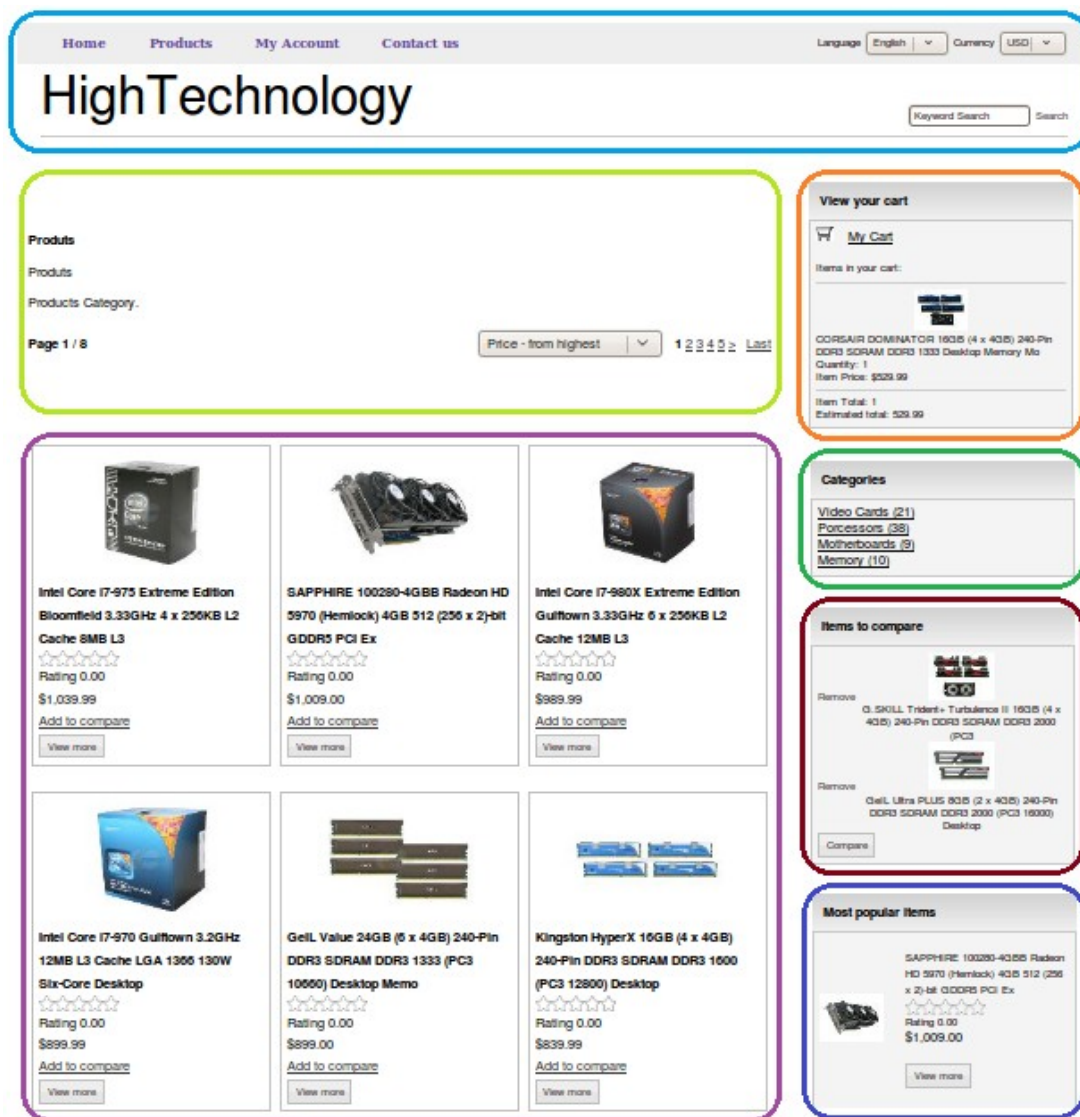 Home Products My Account Contact us
Language English Currency USD
HighTechnology
Keyword Search Search
Produts
Produts
Products Category.
Page 1 / 8
Price - from highest
1 2 3 4 5 > Last
View your cart
My Cart
Items in your cart:
CORSAIR DOMINATOR 16GB (4 x 4GB) 240-Pin
DDR3 SDRAM DDR3 1333 Desktop Memory Mo
Quantity: 1
Item Price: $529.99
Item Total: 1
Estimated total: 529.99
Categories
Video Cards (21)
Porcessors (38)
Motherboards (9)
Memory (10)
Items to compare
Remove
G.SKILL Trident+ Turbulence II 16GB (4 x
4GB) 240-Pin DDR3 SDRAM DDR3 2000
(PC3
Remove
GeiL Ultra PLUS 8GB (2 x 4GB) 240-Pin
DDR3 SDRAM DDR3 2000 (PC3 16000)
Desktop
Compare
Most popular items
SAPPHIRE 100280-4GBB Radeon
HD 5970 (Hemlock) 4GB 512 (256
x 2)-bit GDDR5 PCI Ex
Rating 0.00
$1,009.00
View more
Intel Core i7-975 Extreme Edition
Bloomfield 3.33GHz 4 x 256KB L2
Cache 8MB L3
Rating 0.00
$1,039.99
Add to compare
View more
SAPPHIRE 100280-4GBB Radeon HD
5970 (Hemlock) 4GB 512 (256 x 2)-bit
GDDR5 PCI Ex
Rating 0.00
$1,009.00
Add to compare
View more
Intel Core i7-980X Extreme Edition
Gulftown 3.33GHz 6 x 256KB L2
Cache 12MB L3
Rating 0.00
$989.99
Add to compare
View more
Intel Core i7-970 Gulftown 3.2GHz
12MB L3 Cache LGA 1366 130W
Six-Core Desktop
Rating 0.00
$899.99
Add to compare
View more
GeiL Value 24GB (6 x 4GB) 240-Pin
DDR3 SDRAM DDR3 1333 (PC3
10660) Desktop Memo
Rating 0.00
$899.00
Add to compare
View more
Kingston HyperX 16GB (4 x 4GB)
240-Pin DDR3 SDRAM DDR3 1600
(PC3 12800) Desktop
Rating 0.00
$839.99
Add to compare
View more